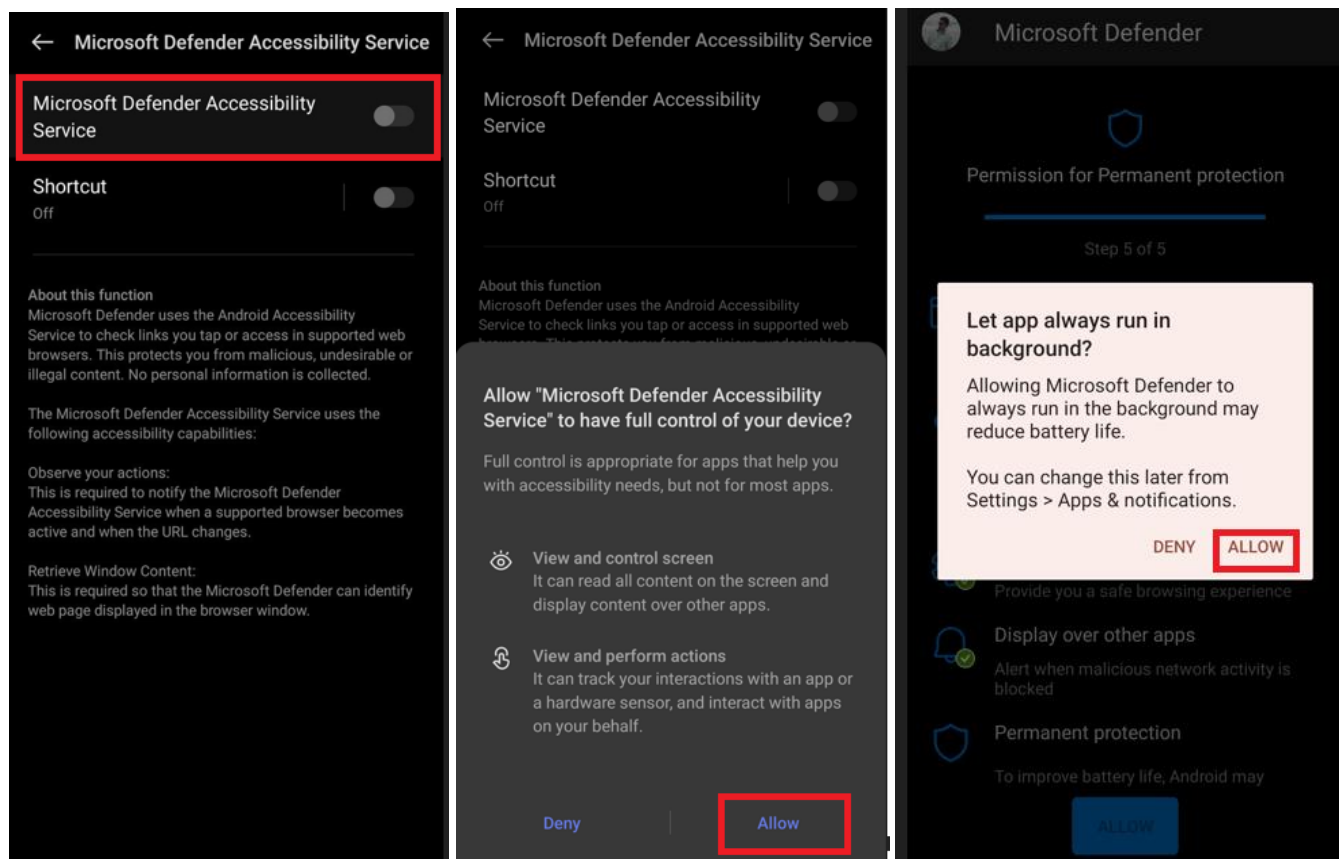 Microsoft Defender Accessibility Service
Microsoft Defender Accessibility
Service
Shortcut
Off
About this function
Microsoft Defender uses the Android Accessibility
Service to check links you tap or access in supported web
browsers. This protects you from malicious, undesirable or
illegal content. No personal information is collected.
The Microsoft Defender Accessibility Service uses the
following accessibility capabilities:
Observe your actions:
This is required to notify the Microsoft Defender
Accessibility Service when a supported browser becomes
active and when the URL changes.
Retrieve Window Content:
This is required so that the Microsoft Defender can identify
web page displayed in the browser window.
Microsoft Defender Accessibility Service
Microsoft Defender Accessibility
Service
Shortcut
Off
About this function
Microsoft Defender uses the Android Accessibility
Service to check links you tap or access in supported web
Allow "Microsoft Defender Accessibility
Service" to have full control of your device?
Full control is appropriate for apps that help you
with accessibility needs, but not for most apps.
View and control screen
It can read all content on the screen and
display content over other apps.
View and perform actions
It can track your interactions with an app or
a hardware sensor, and interact with apps
on your behalf.
Deny
Allow
Microsoft Defender
Permission for Permanent protection
Step 5 of 5
Let app always run in
background?
Allowing Microsoft Defender to
always run in the background may
reduce battery life.
You can change this later from
Settings > Apps & notifications.
DENY
ALLOW
Provide you a safe browsing experience
Display over other apps
Alert when malicious network activity is
blocked
Permanent protection
To improve battery life, Android may
ALLOW